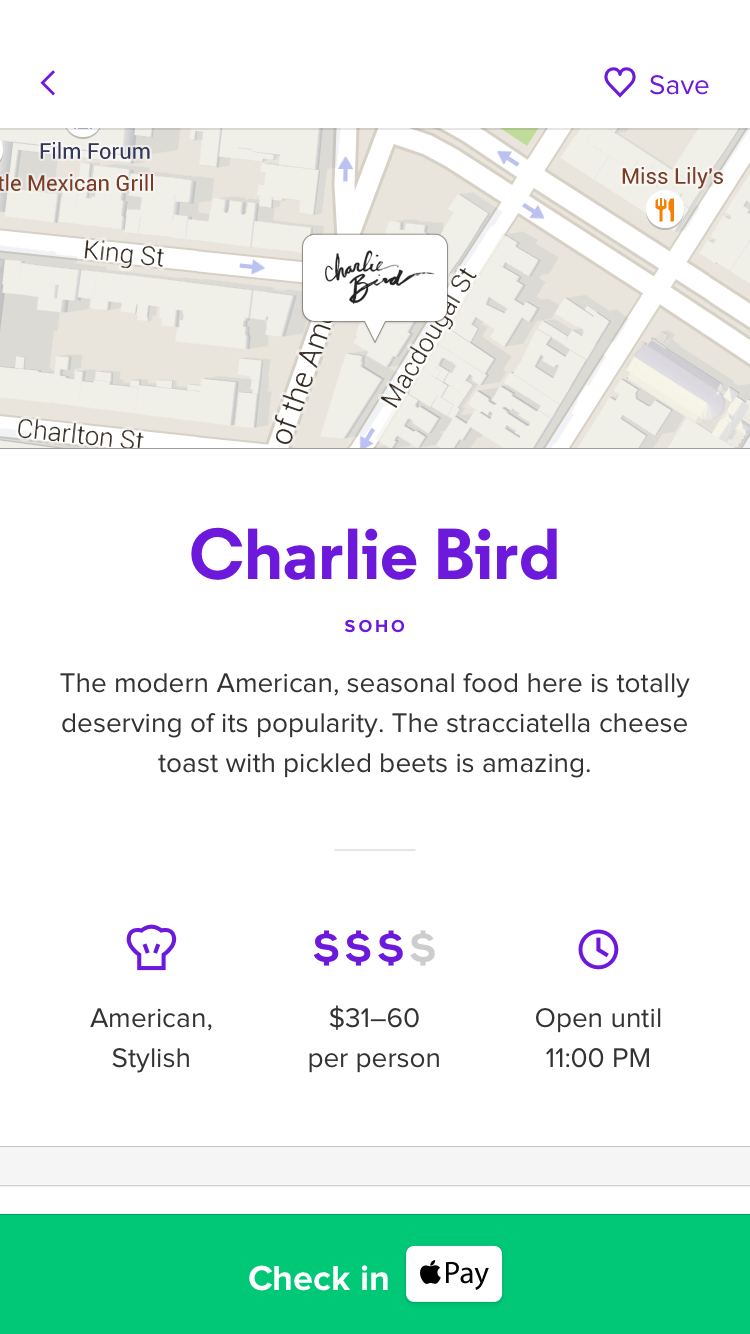 Save
Film Forum
tle Mexican Grill
Miss Lily's
King St
charlie
Bird
of the Am
Macdougal St
Charlton St
Charlie Bird
SOHO
The modern American, seasonal food here is totally
deserving of its popularity. The stracciatella cheese
toast with pickled beets is amazing.
$$$$
American,
Stylish
$31–60
per person
Open until
11:00 PM
Check in
Pay